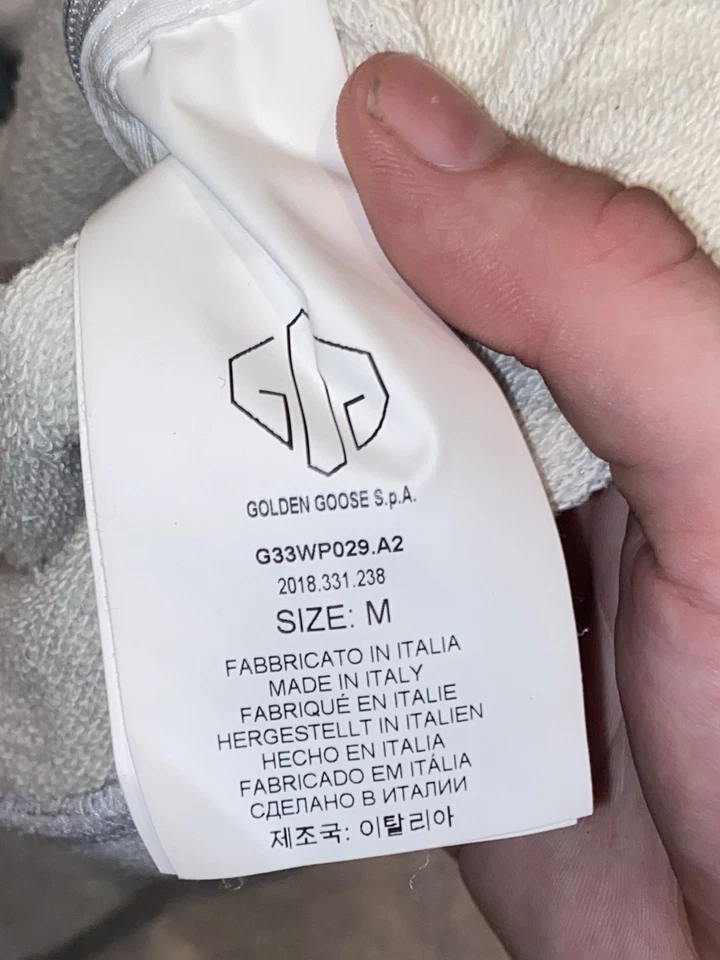 GG
GOLDEN GOOSE S.p.A.
G33WP029.A2
2018.331.238
SIZE: M
FABBRICATO IN ITALIA
MADE IN ITALY
FABRIQUÉ EN ITALIE
HERGESTELLT IN ITALIEN
HECHO EN ITALIA
FABRICADO EM ITÁLIA
СДЕЛАНО В ИТАЛИИ
제조국: 이탈리아